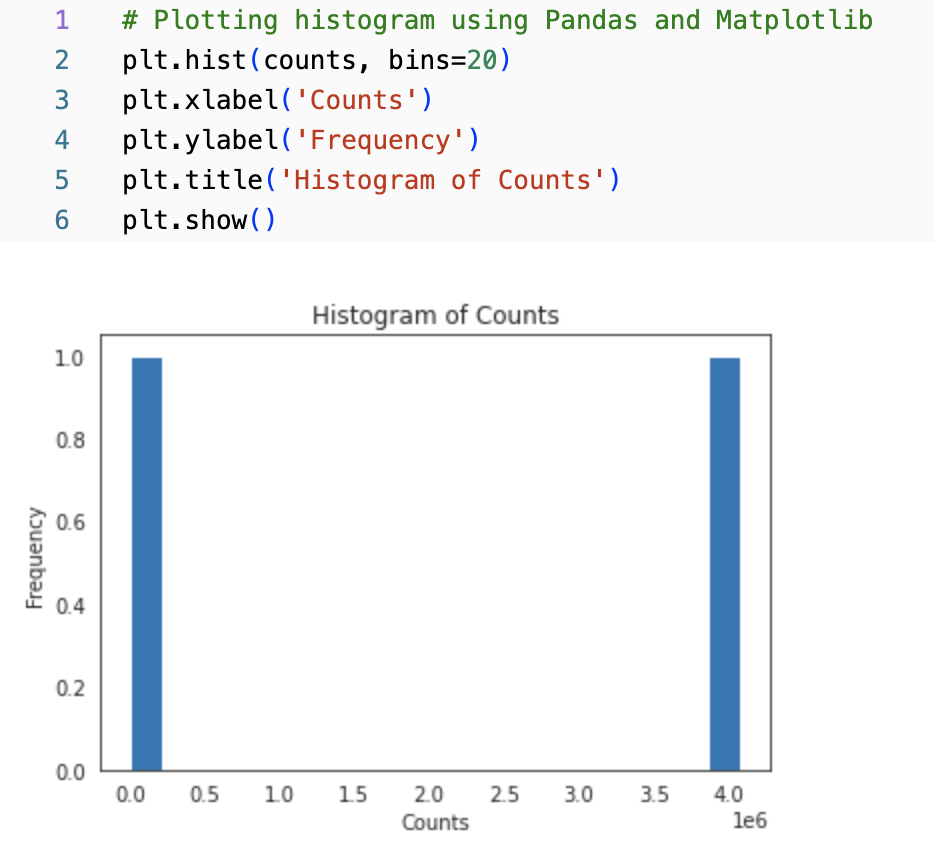 1 # Plotting histogram using Pandas and Matplotlib
2 plt.hist(counts, bins=20)
3 plt.xlabel('Counts')
4 plt.ylabel('Frequency')
5 plt.title('Histogram of Counts')
6 plt.show()
Histogram of Counts
1.0
0.8
0.6
0.4
0.2
0.0
Frequency
0.0 0.5 1.0 1.5 2.0 2.5 3.0 3.5 4.0
1e6
Counts